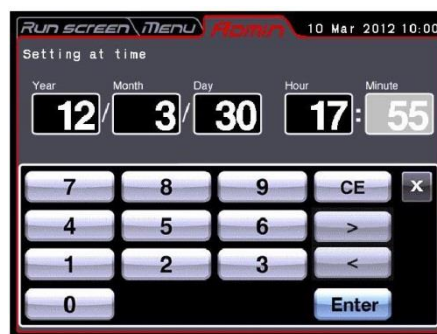 Run screen Menu Admin 10 Mar 2012 10:00
Setting at time
Year Month Day Hour Minute
12/ 3/ 30 17: 55
7 8 9 CE X
4 5 6 >
1 2 3 <
0 Enter